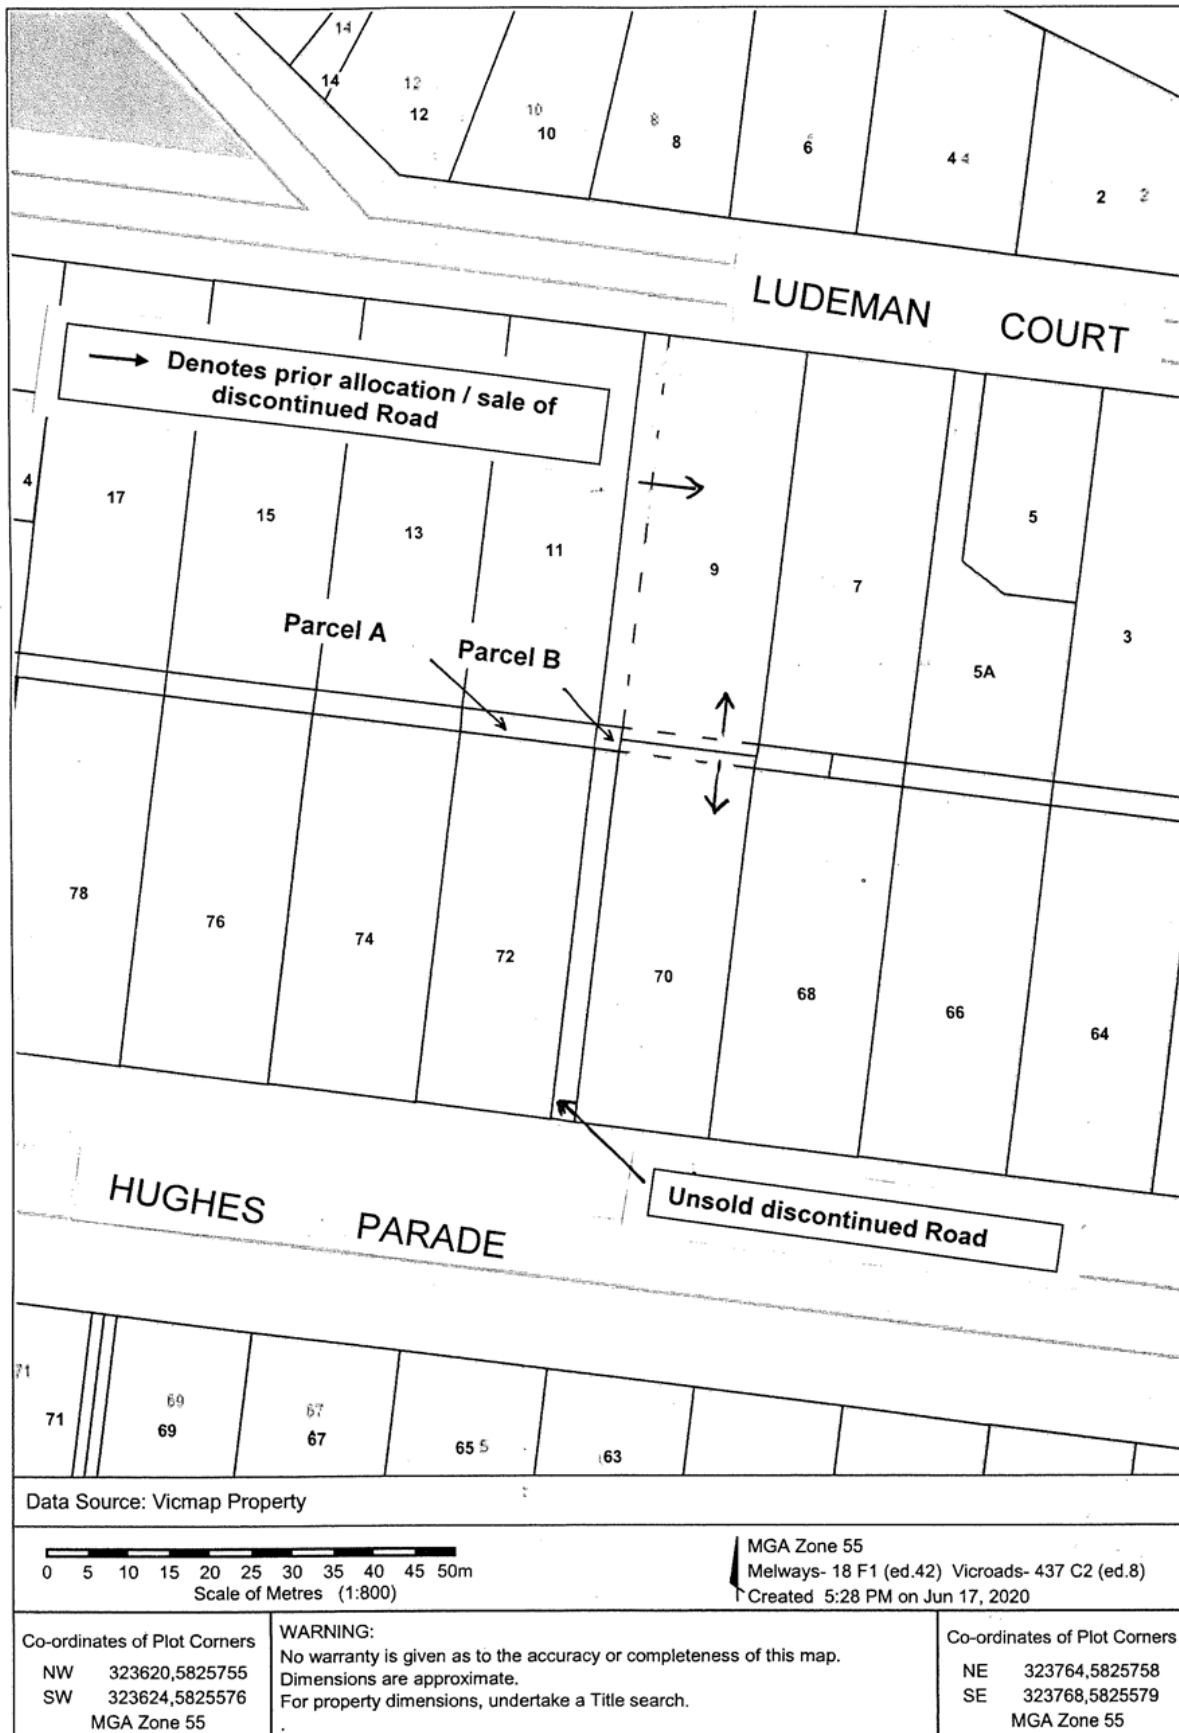 14
14
12
12
10
10
8
8
6
6
4 4
2 2
LUDEMAN COURT
Denotes prior allocation / sale of
discontinued Road
4
17
15
13
11
9
7
5
5A
3
Parcel A
Parcel B
78
76
74
72
70
68
66
64
Unsold discontinued Road
HUGHES PARADE
71
71
69
69
67
67
65 5
63
Data Source: Vicmap Property
0 5 10 15 20 25 30 35 40 45 50m
Scale of Metres (1:800)
MGA Zone 55
Melways- 18 F1 (ed.42) Vicroads- 437 C2 (ed.8)
Created 5:28 PM on Jun 17, 2020
Co-ordinates of Plot Corners
NW 323620,5825755
SW 323624,5825576
MGA Zone 55
WARNING:
No warranty is given as to the accuracy or completeness of this map.
Dimensions are approximate.
For property dimensions, undertake a Title search.
Co-ordinates of Plot Corners
NE 323764,5825758
SE 323768,5825579
MGA Zone 55